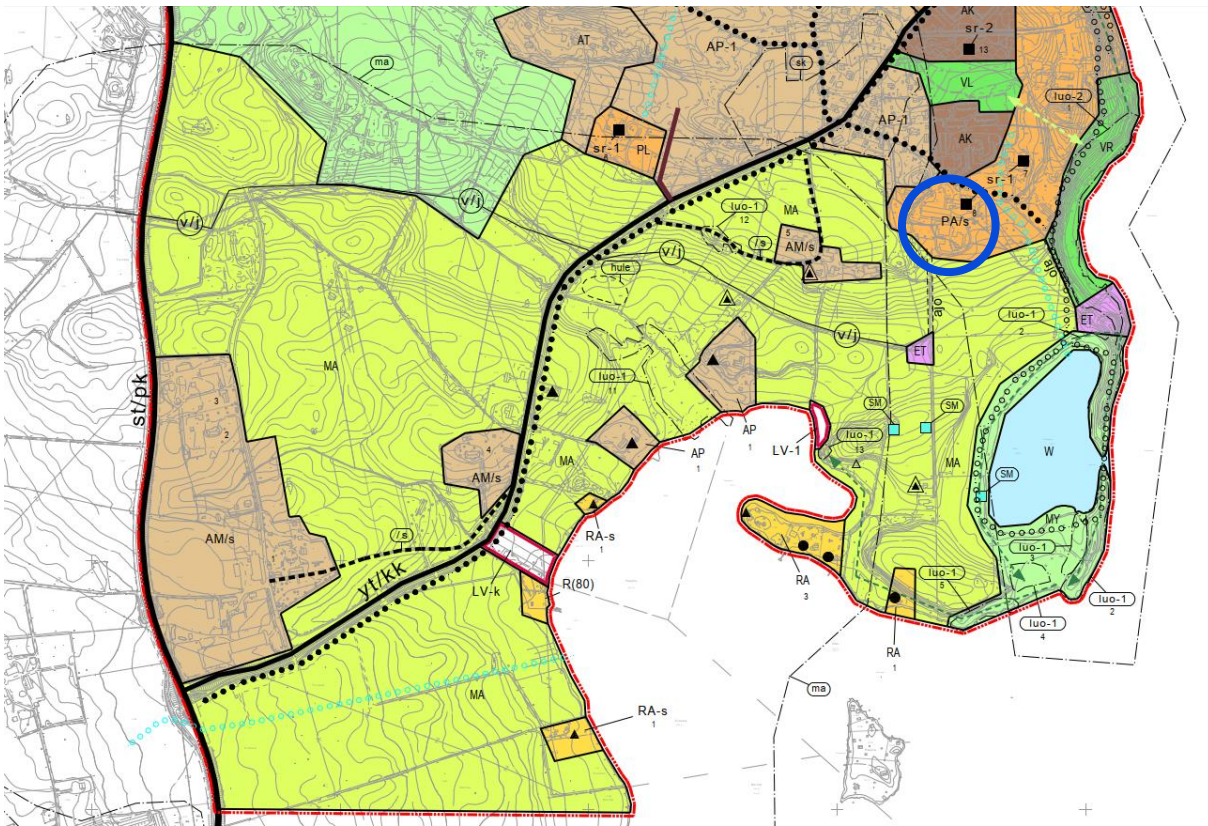 AK
sr-2
13
AT
AP-1
sk
ma
VL
luo-2
1
AP-1
AK
VR
sr-1
PL
sr-1
7
v/j
luo-1
12
MA
PA/s
8
v/j
/s
5
AM/s
v/j
hule
ajo
ajo
luo-1
2
ET
v/j
ET
MA
luo-1
11
st/pk
3
2
SM
SM
AP
1
AP
1
LV-1
luo-1
13
W
4
AM/s
MA
MA
SM
RA-s
1
MY
AM/s
/s
luo-1
3
1
RA
3
yt/kk
LV-k
R(80)
luo-1
5
luo-1
2
luo-1
4
RA
1
ma
MA
RA-s
1